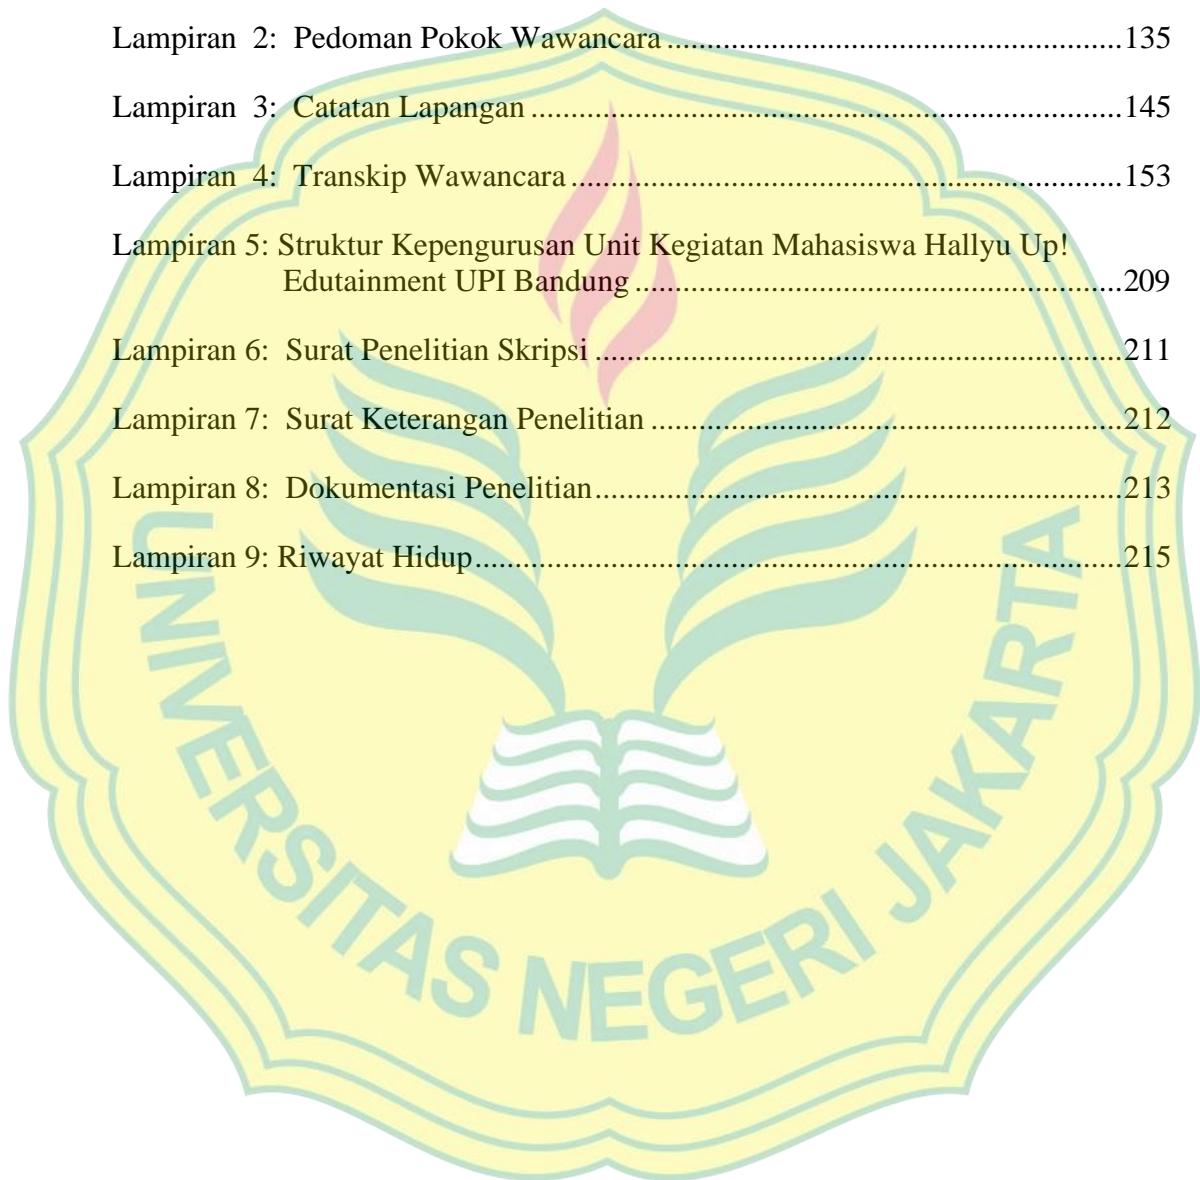 Lampiran 2: Pedoman Pokok Wawancara ................................................................135
Lampiran 3: Catatan Lapangan ................................................................145
Lampiran 4: Transkip Wawancara ................................................................153
Lampiran 5: Struktur Kepengurusan Unit Kegiatan Mahasiswa Hallyu Up!
Edutainment UPI Bandung ................................................................209
Lampiran 6: Surat Penelitian Skripsi ................................................................211
Lampiran 7: Surat Keterangan Penelitian ................................................................212
Lampiran 8: Dokumentasi Penelitian ................................................................213
Lampiran 9: Riwayat Hidup ................................................................215
UNIVERSITAS NEGERI JAKARTA